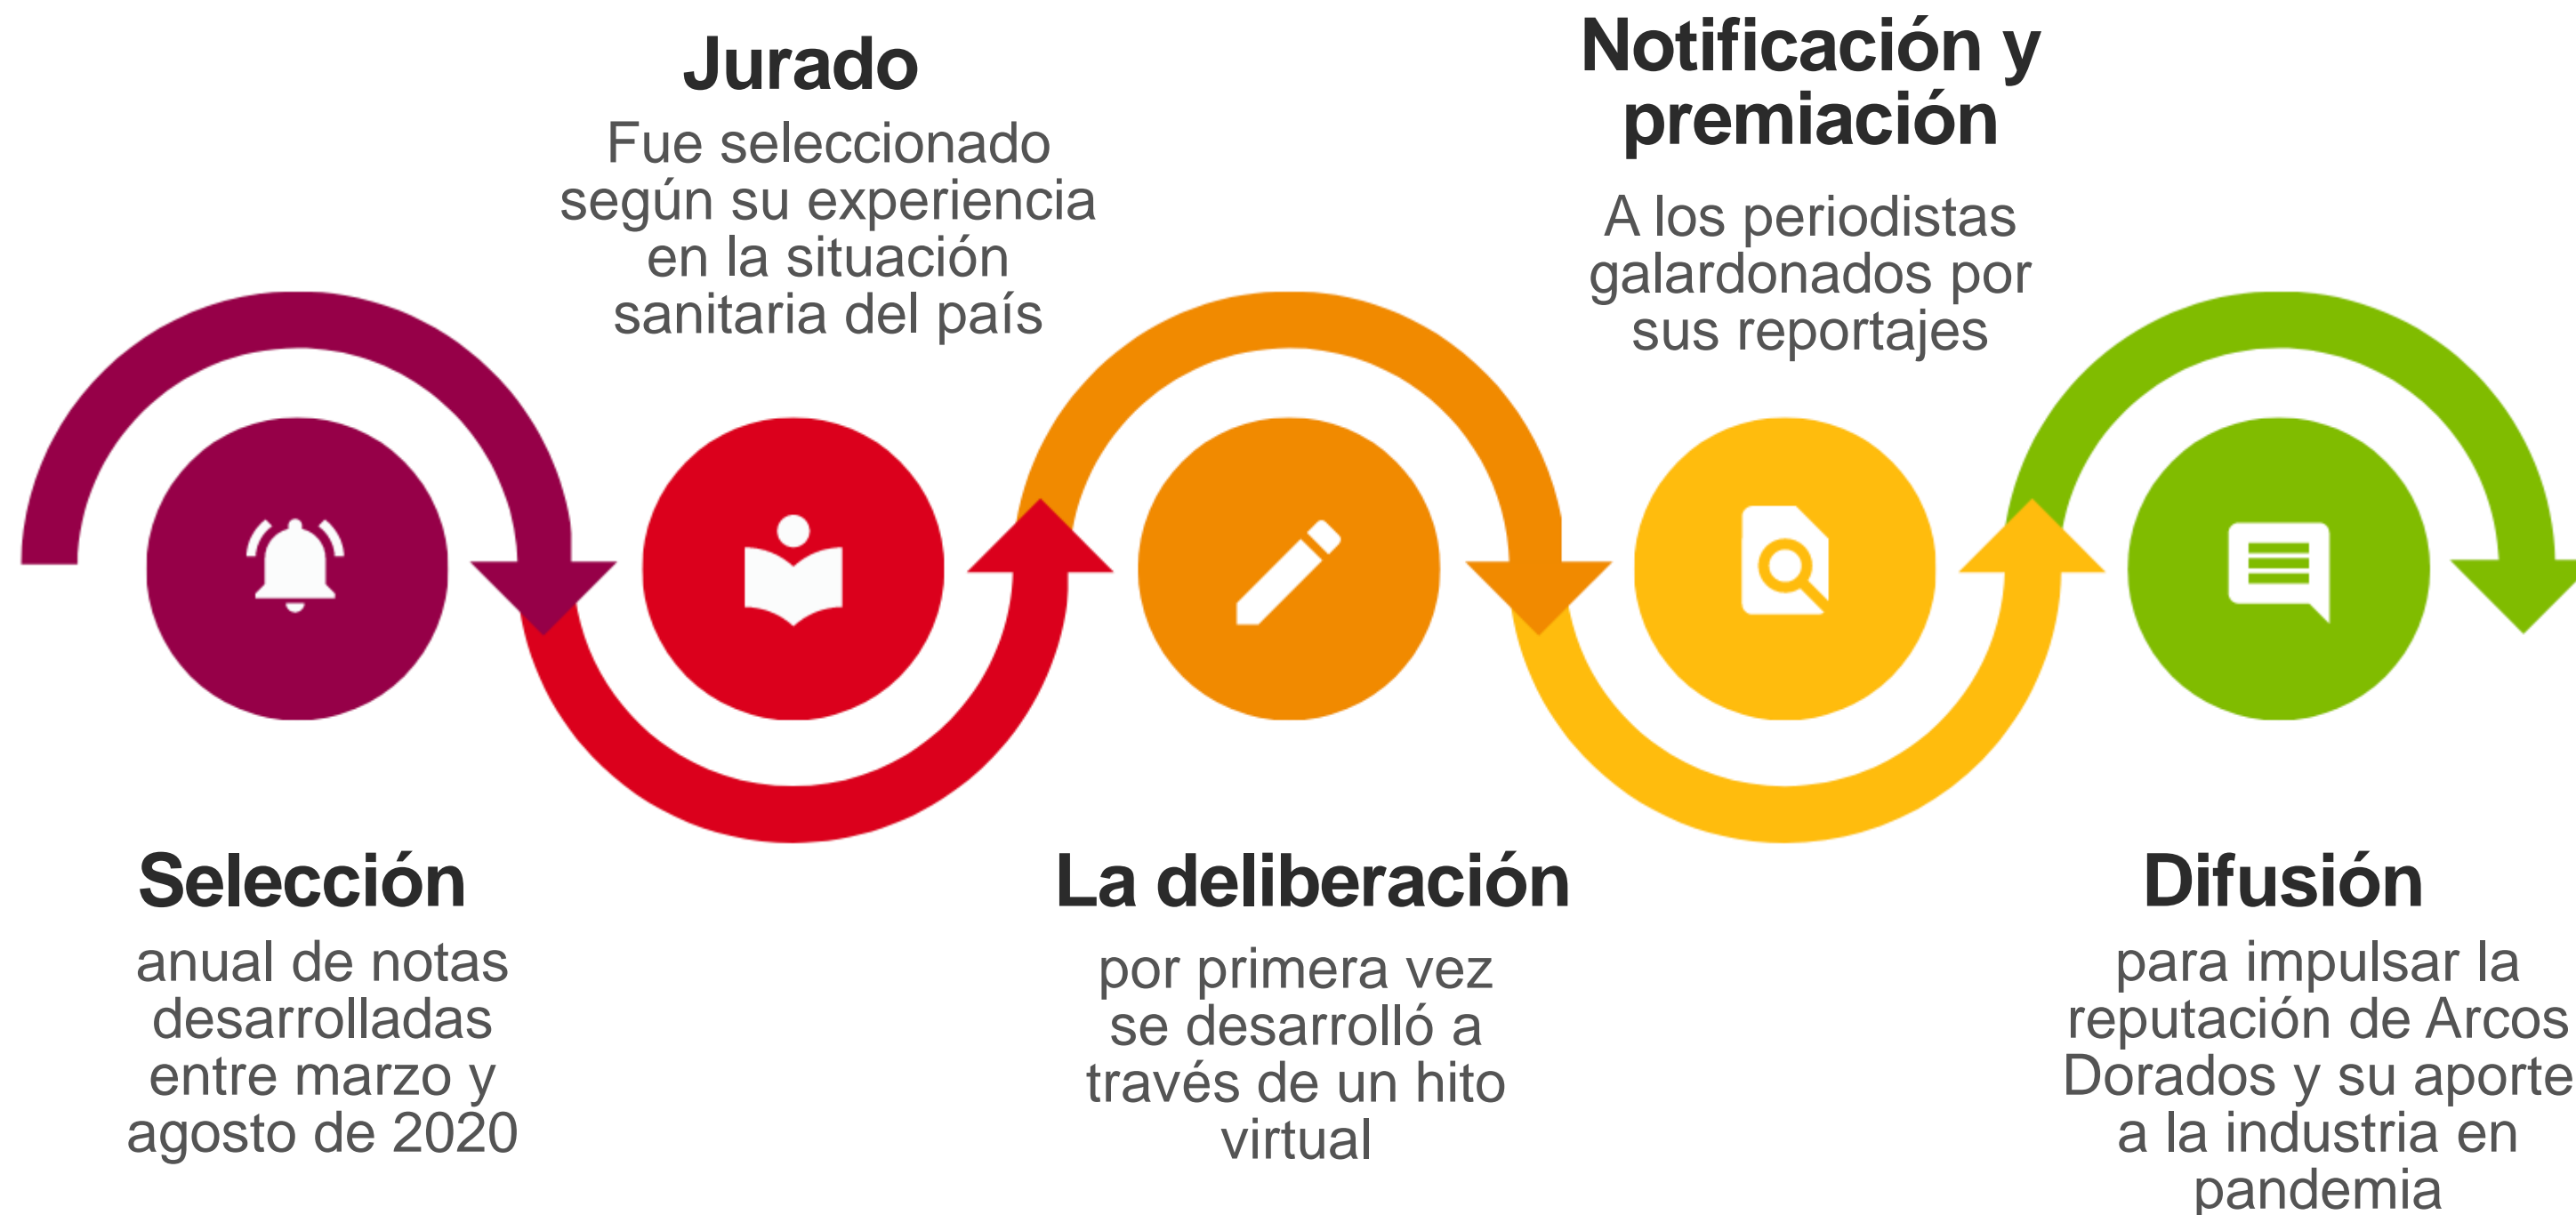 Jurado
Fue seleccionado
según su experiencia
en la situación
sanitaria del país
Notificación y
premiación
A los periodistas
galardonados por
sus reportajes
Selección
anual de notas
desarrolladas
entre marzo y
agosto de 2020
La deliberación
por primera vez
se desarrolló a
través de un hito
virtual
Difusión
para impulsar la
reputación de Arcos
Dorados y su aporte
a la industria en
pandemia